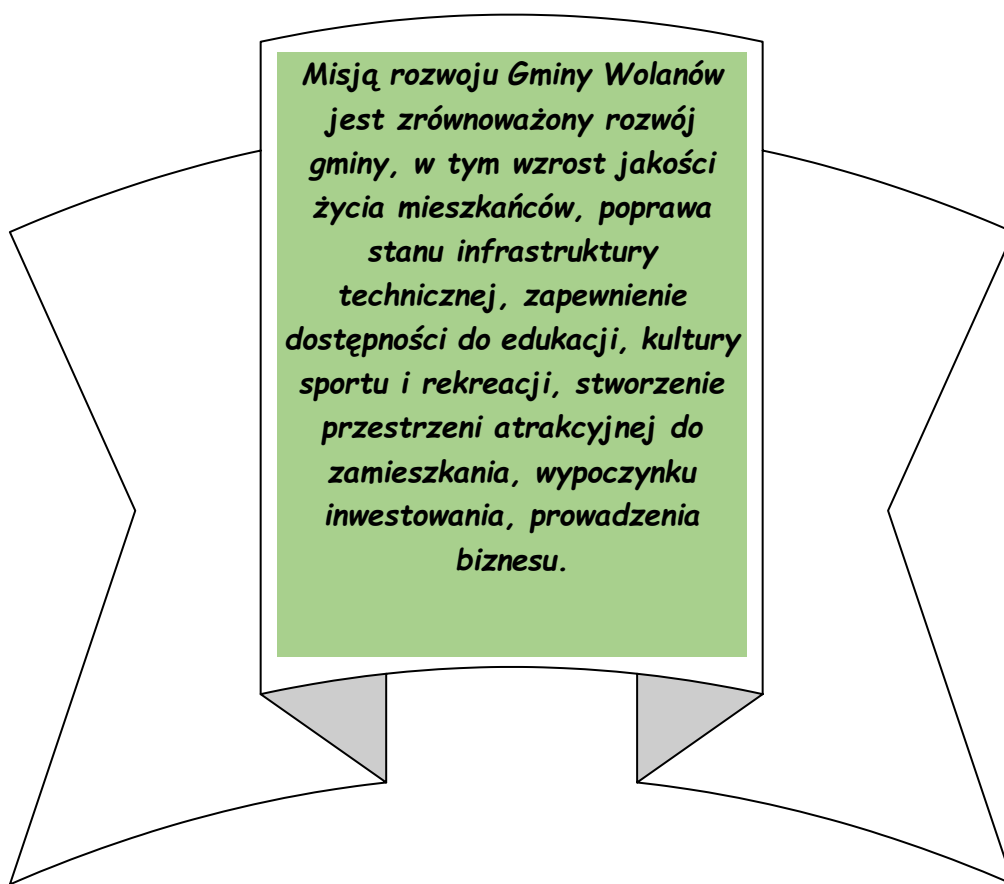 Misją rozwoju Gminy Wolanów
jest zrównoważony rozwój
gminy, w tym wzrost jakości
życia mieszkańców, poprawa
stanu infrastruktury
technicznej, zapewnienie
dostępności do edukacji, kultury
sportu i rekreacji, stworzenie
przestrzeni atrakcyjnej do
zamieszkania, wypoczynku
inwestowania, prowadzenia
biznesu.